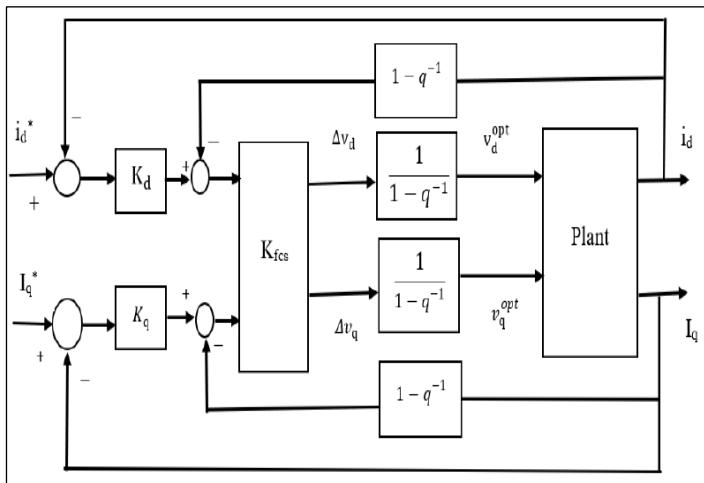 1 − q⁻¹
−
−
i_d*
Δv_d
v_d^opt
i_d
+
K_d
+
1
1 − q⁻¹
K_fcs
Plant
I_q*
K_q
+
1
1 − q⁻¹
+
−
Δv_q
v_q^opt
I_q
−
1 − q⁻¹